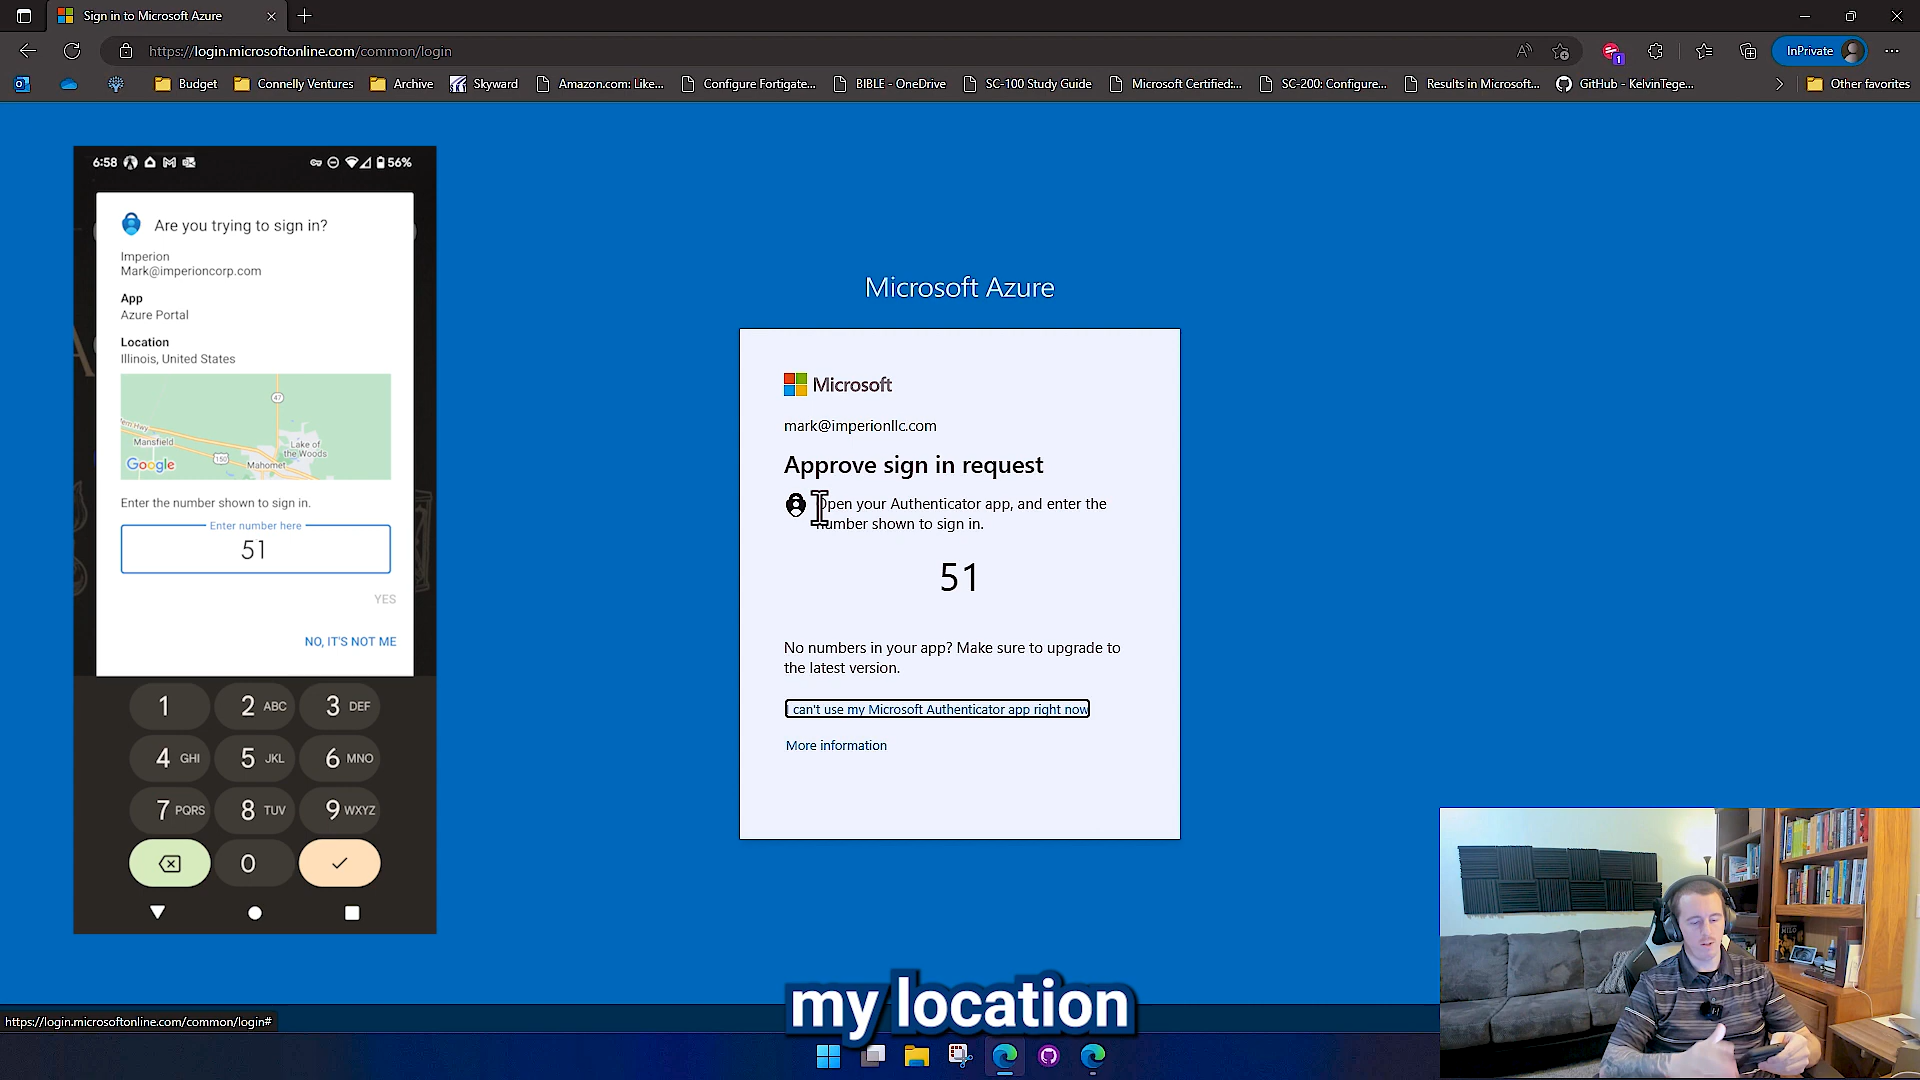 Sign in to Microsoft Azure
https://login.microsoftonline.com/common/login
InPrivate
1
Budget
Connelly Ventures
Archive
Skyward
Amazon.com: Like...
Configure Fortigate...
BIBLE - OneDrive
SC-100 Study Guide
Microsoft Certified:...
SC-200: Configure...
Results in Microsoft...
GitHub - KelvinTege...
Other favorites
6:58
56%
Are you trying to sign in?
Imperion
Mark@imperioncorp.com
App
Azure Portal
Location
Illinois, United States
47
Mansfield
Lake of
the Woods
150
Mahomet
Google
Enter the number shown to sign in.
Enter number here
51
YES
NO, IT'S NOT ME
1
2 ABC
3 DEF
4 GHI
5 JKL
6 MNO
7 PQRS
8 TUV
9 WXYZ
0
Microsoft Azure
Microsoft
mark@imperionllc.com
Approve sign in request
Open your Authenticator app, and enter the
number shown to sign in.
51
No numbers in your app? Make sure to upgrade to
the latest version.
I can't use my Microsoft Authenticator app right now
More information
my location
https://login.microsoftonline.com/common/login#